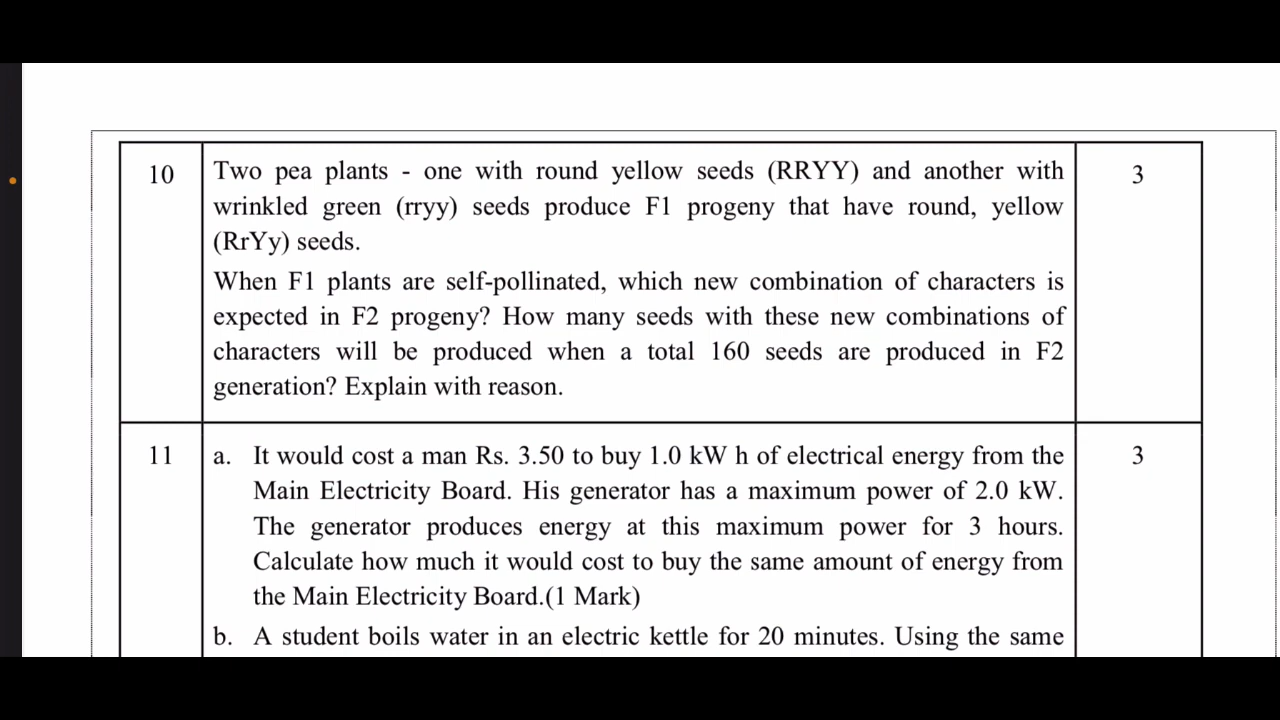 10
Two pea plants - one with round yellow seeds (RRYY) and another with
wrinkled green (rryy) seeds produce F1 progeny that have round, yellow
(RrYy) seeds.
When F1 plants are self-pollinated, which new combination of characters is
expected in F2 progeny? How many seeds with these new combinations of
characters will be produced when a total 160 seeds are produced in F2
generation? Explain with reason.
3
11
a. It would cost a man Rs. 3.50 to buy 1.0 kW h of electrical energy from the
Main Electricity Board. His generator has a maximum power of 2.0 kW.
The generator produces energy at this maximum power for 3 hours.
Calculate how much it would cost to buy the same amount of energy from
the Main Electricity Board.(1 Mark)
b. A student boils water in an electric kettle for 20 minutes. Using the same
3